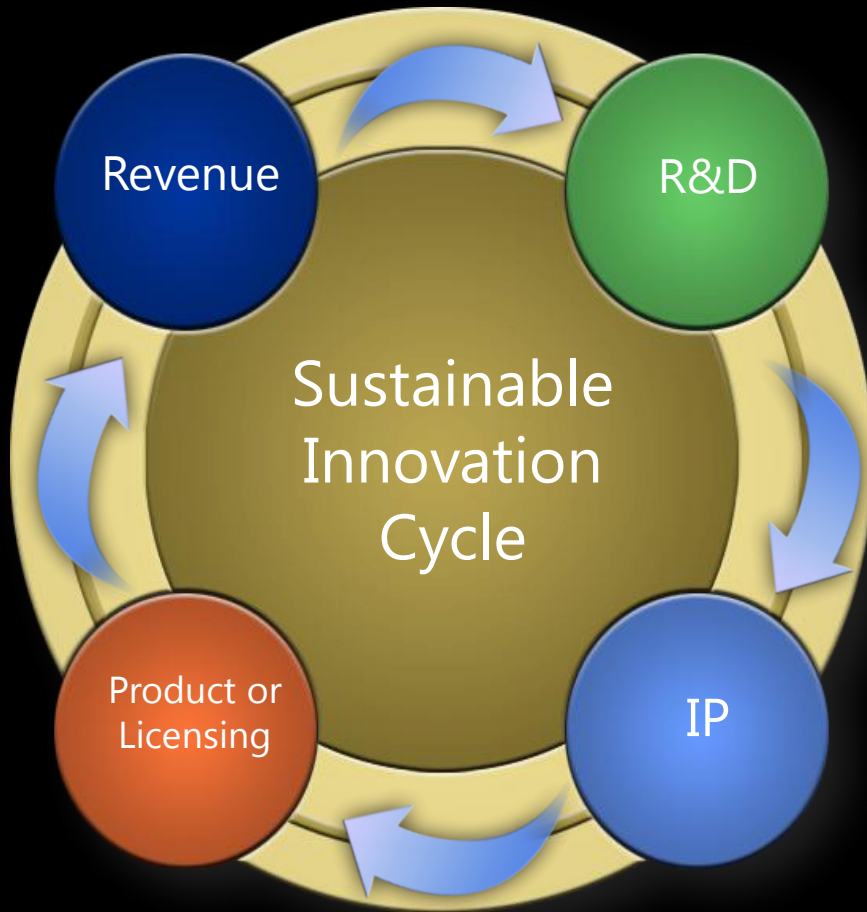 Revenue
R&D
Sustainable
Innovation
Cycle
Product or
Licensing
IP